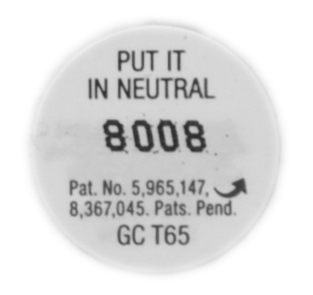 PUT IT
IN NEUTRAL
8008
Pat. No. 5,965,147,
8,367,045. Pats. Pend.
GC T65